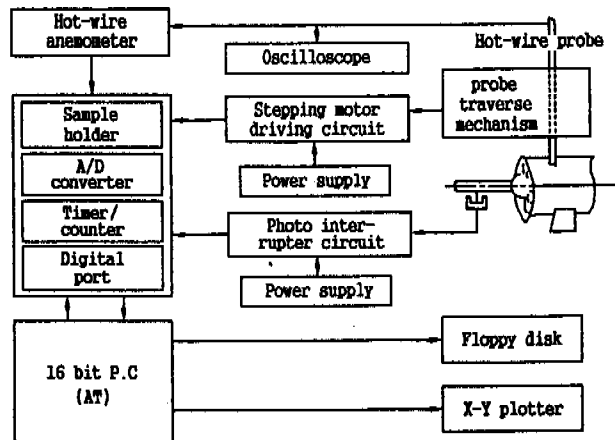 Hot-wire
anemometer
Oscilloscope
Hot-wire probe
Sample
holder
Stepping motor
driving circuit
probe
traverse
mechanism
A/D
converter
Power supply
Timer/
counter
Photo inter-
rupter circuit
Digital
port
Power supply
16 bit P.C
(AT)
Floppy disk
X-Y plotter